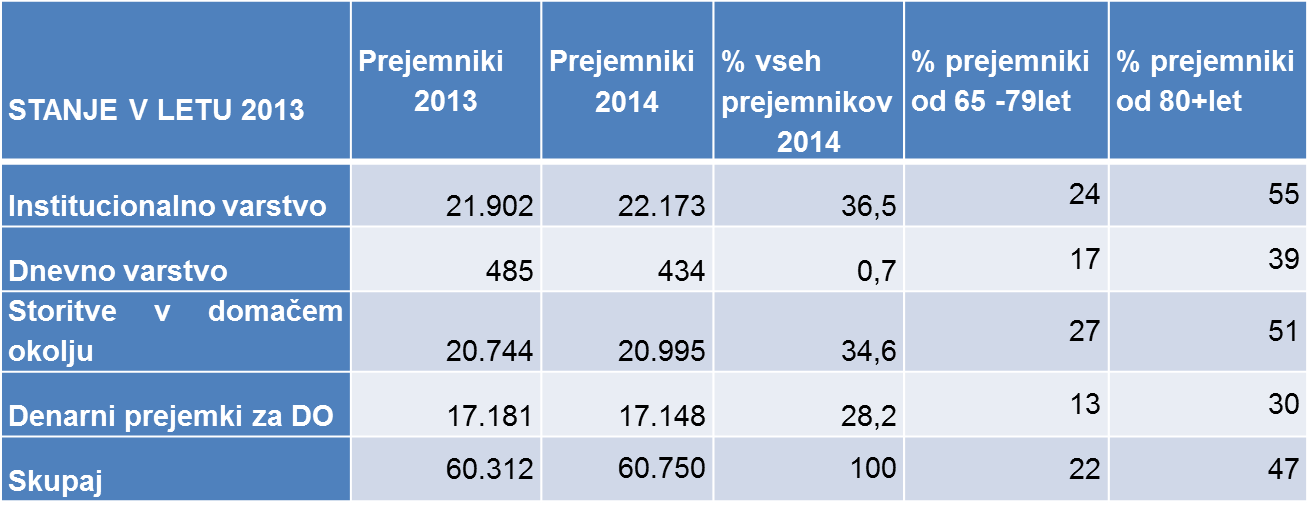 STANJE V LETU 2013 Prejemniki 2013 Prejemniki 2014 % vseh prejemnikov 2014 % prejemniki od 65 -79let % prejemniki od 80+let
Institucionalno varstvo 21.902 22.173 36,5 24 55
Dnevno varstvo 485 434 0,7 17 39
Storitve v domačem okolju 20.744 20.995 34,6 27 51
Denarni prejemki za DO 17.181 17.148 28,2 13 30
Skupaj 60.312 60.750 100 22 47